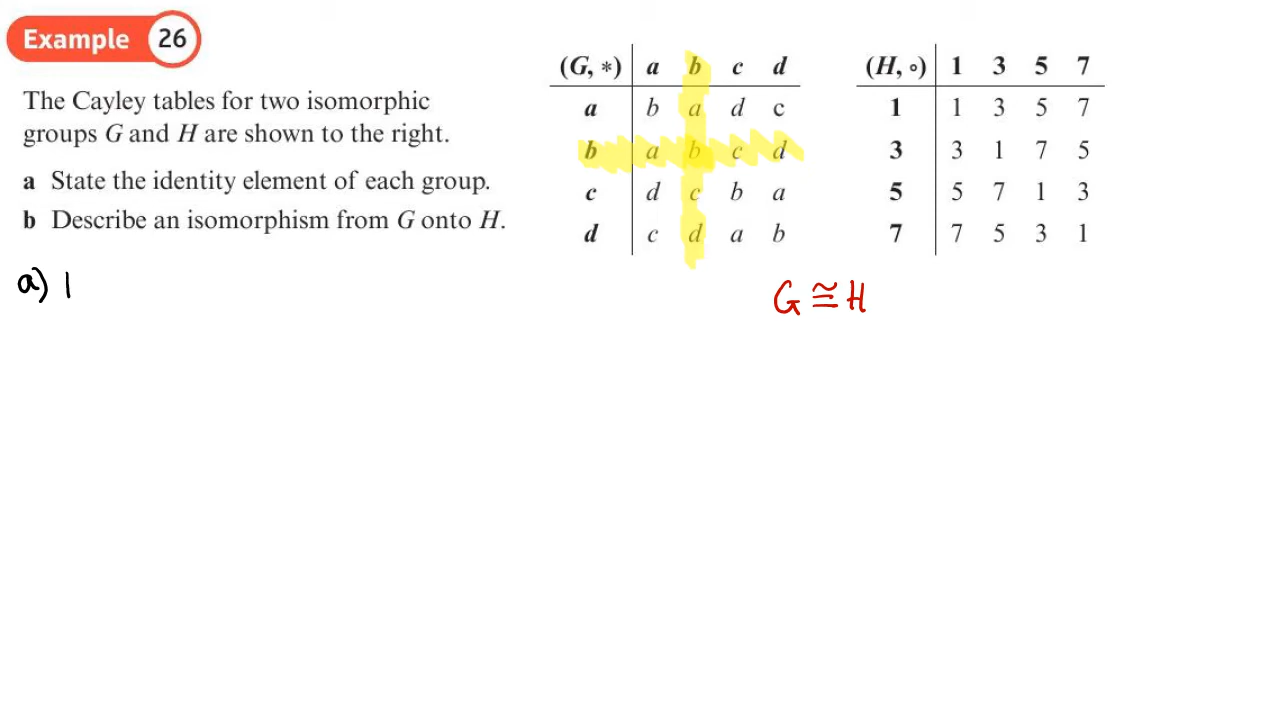 Example 26
The Cayley tables for two isomorphic
groups G and H are shown to the right.
a State the identity element of each group.
b Describe an isomorphism from G onto H.
(G, *) a b c d
a b a d c
b a b c d
c d c b a
d c d a b
(H, ∘) 1 3 5 7
1 1 3 5 7
3 3 1 7 5
5 5 7 1 3
7 7 5 3 1
a) I
G ≅ H